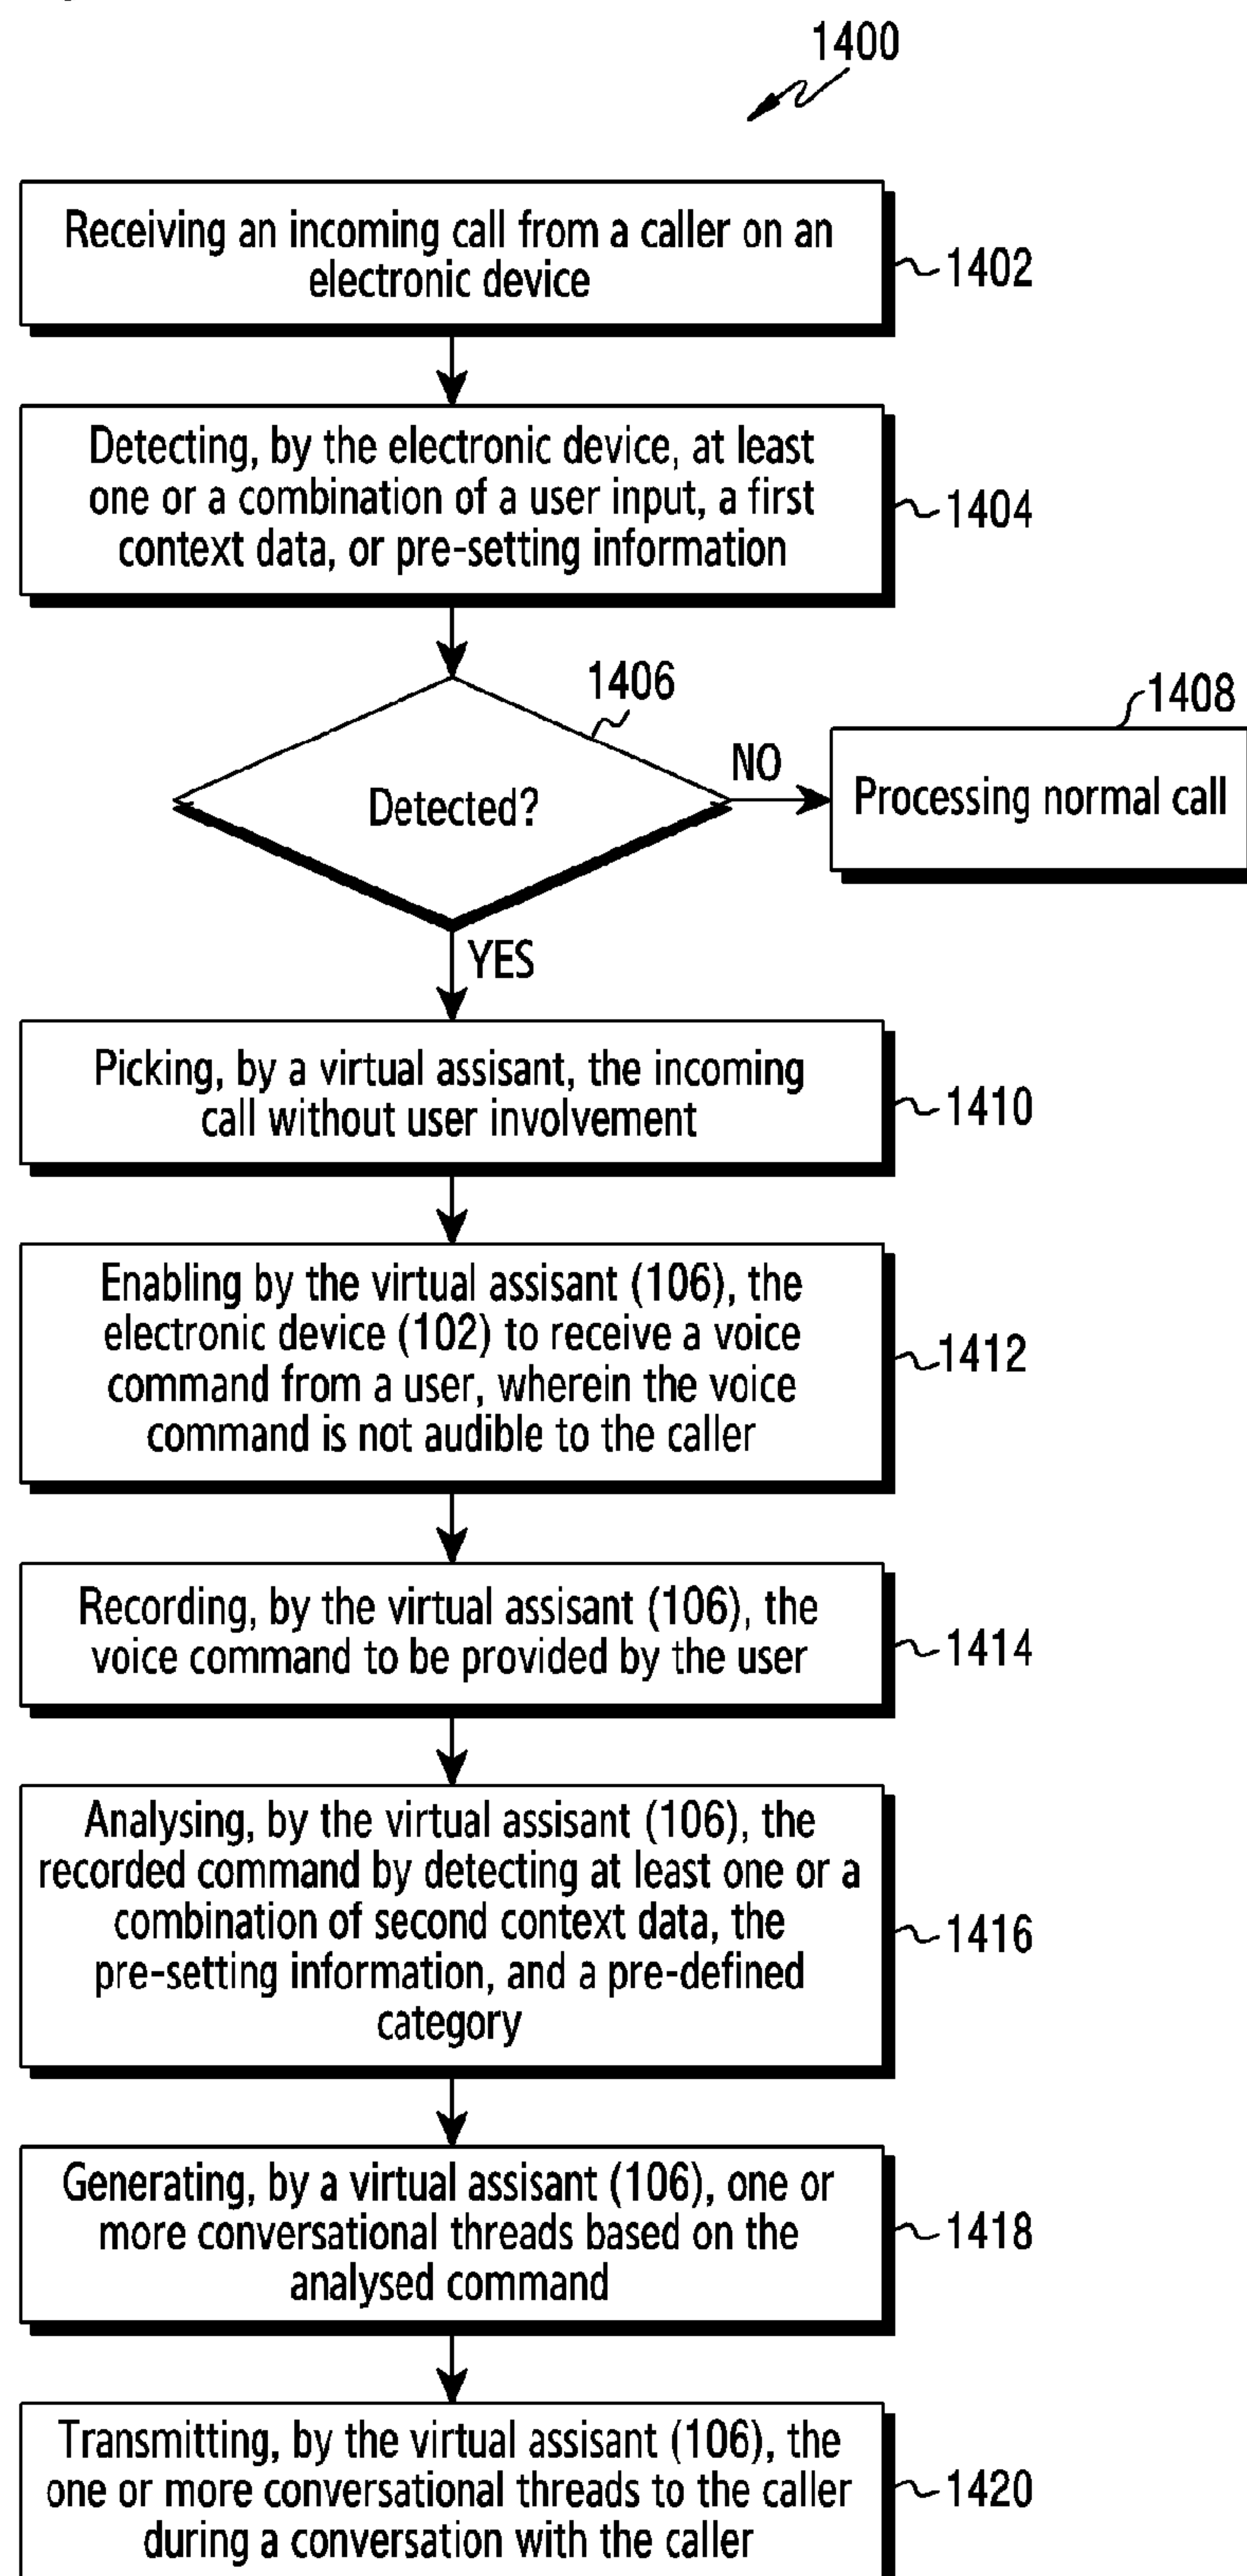 1400
Receiving an incoming call from a caller on an
electronic device
1402
Detecting, by the electronic device, at least
one or a combination of a user input, a first
context data, or pre-setting information
1404
1406
Detected?
NO
1408
Processing normal call
YES
Picking, by a virtual assisant, the incoming
call without user involvement
1410
Enabling by the virtual assisant (106), the
electronic device (102) to receive a voice
command from a user, wherein the voice
command is not audible to the caller
1412
Recording, by the virtual assisant (106), the
voice command to be provided by the user
1414
Analysing, by the virtual assisant (106), the
recorded command by detecting at least one or a
combination of second context data, the
pre-setting information, and a pre-defined
category
1416
Generating, by a virtual assisant (106), one or
more conversational threads based on the
analysed command
1418
Transmitting, by the virtual assisant (106), the
one or more conversational threads to the caller
during a conversation with the caller
1420